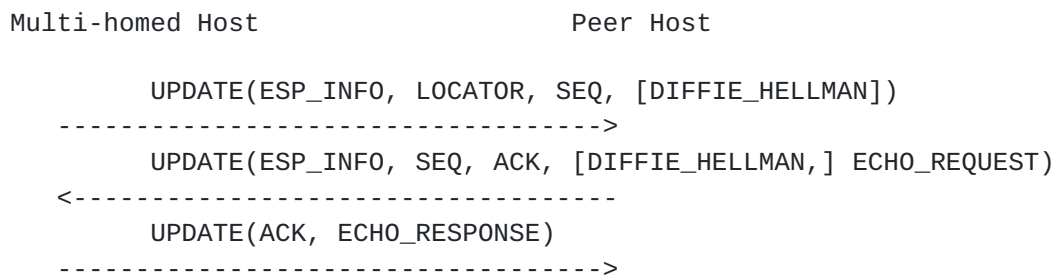 Multi-homed Host                    Peer Host
UPDATE(ESP_INFO, LOCATOR, SEQ, [DIFFIE_HELLMAN])
----------------------------------->
UPDATE(ESP_INFO, SEQ, ACK, [DIFFIE_HELLMAN,] ECHO_REQUEST)
<-----------------------------------
UPDATE(ACK, ECHO_RESPONSE)
----------------------------------->